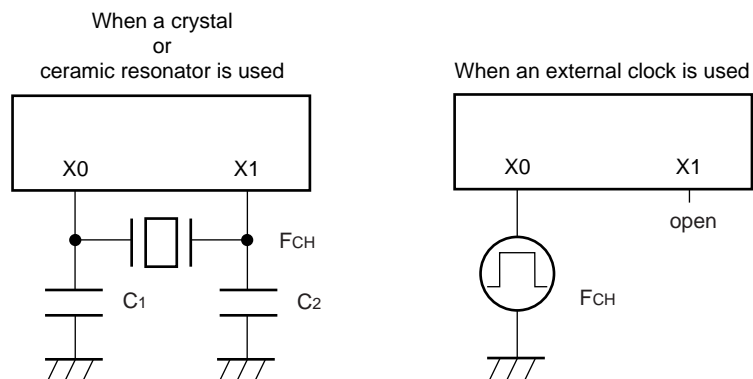 When a crystal
or
ceramic resonator is used
X0
X1
FCH
C1
C2
When an external clock is used
X0
X1
open
FCH